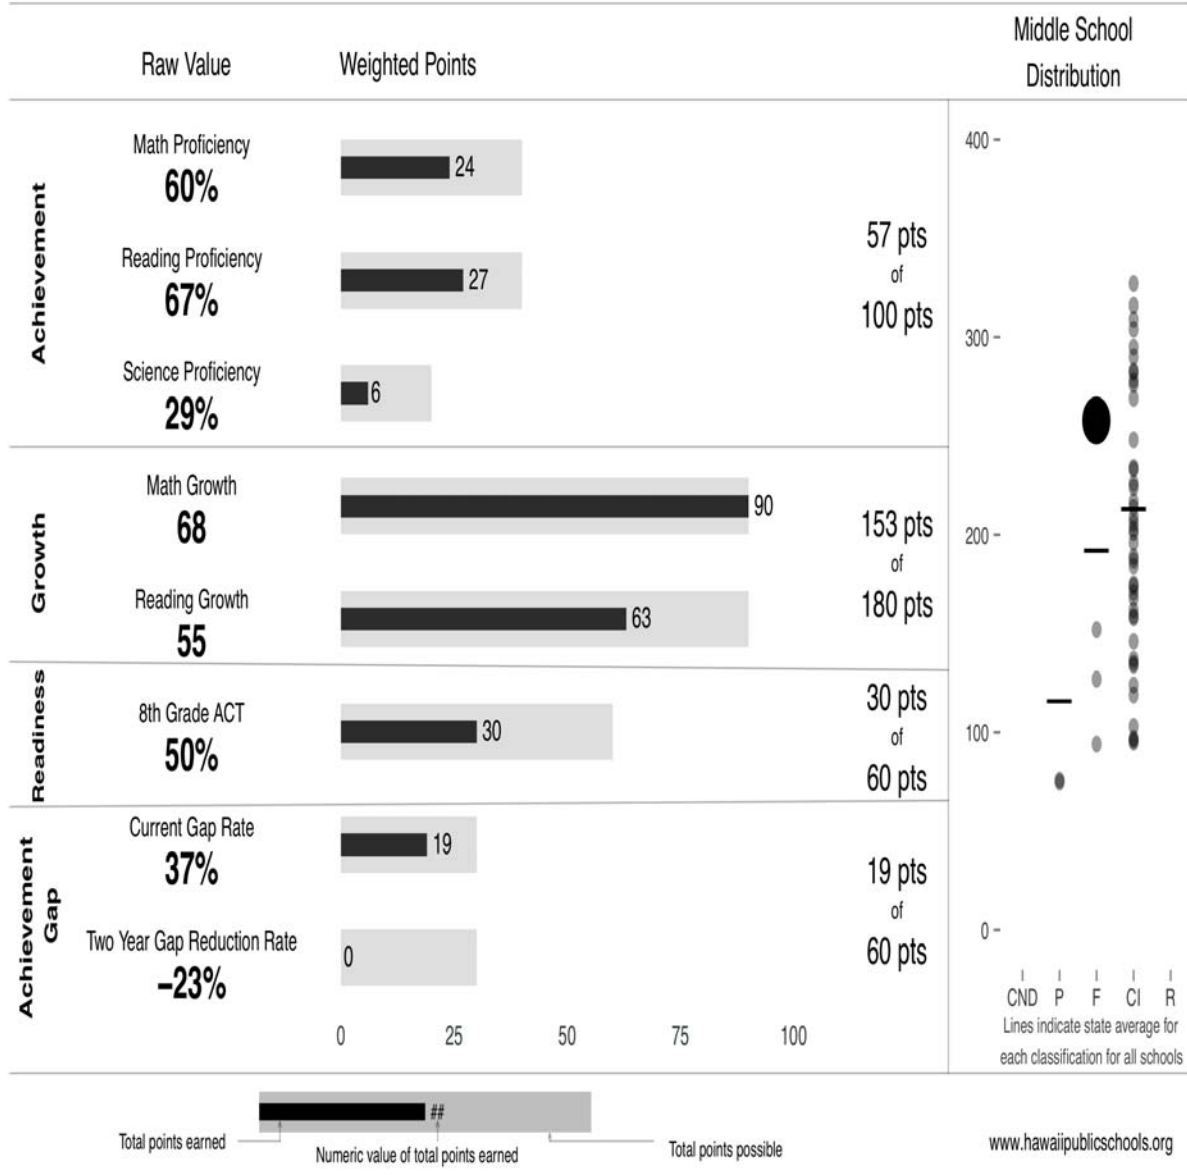 Raw Value
Weighted Points
Middle School
Distribution
Achievement
Math Proficiency
60%
24
Reading Proficiency
67%
27
Science Proficiency
29%
6
57 pts
of
100 pts
Growth
Math Growth
68
90
Reading Growth
55
63
153 pts
of
180 pts
Readiness
8th Grade ACT
50%
30
30 pts
of
60 pts
Achievement
Gap
Current Gap Rate
37%
19
Two Year Gap Reduction Rate
−23%
0
19 pts
of
60 pts
0 25 50 75 100
400
300
200
100
0
CND P F CI R
Lines indicate state average for
each classification for all schools
##
Total points earned
Numeric value of total points earned
Total points possible
www.hawaiipublicschools.org